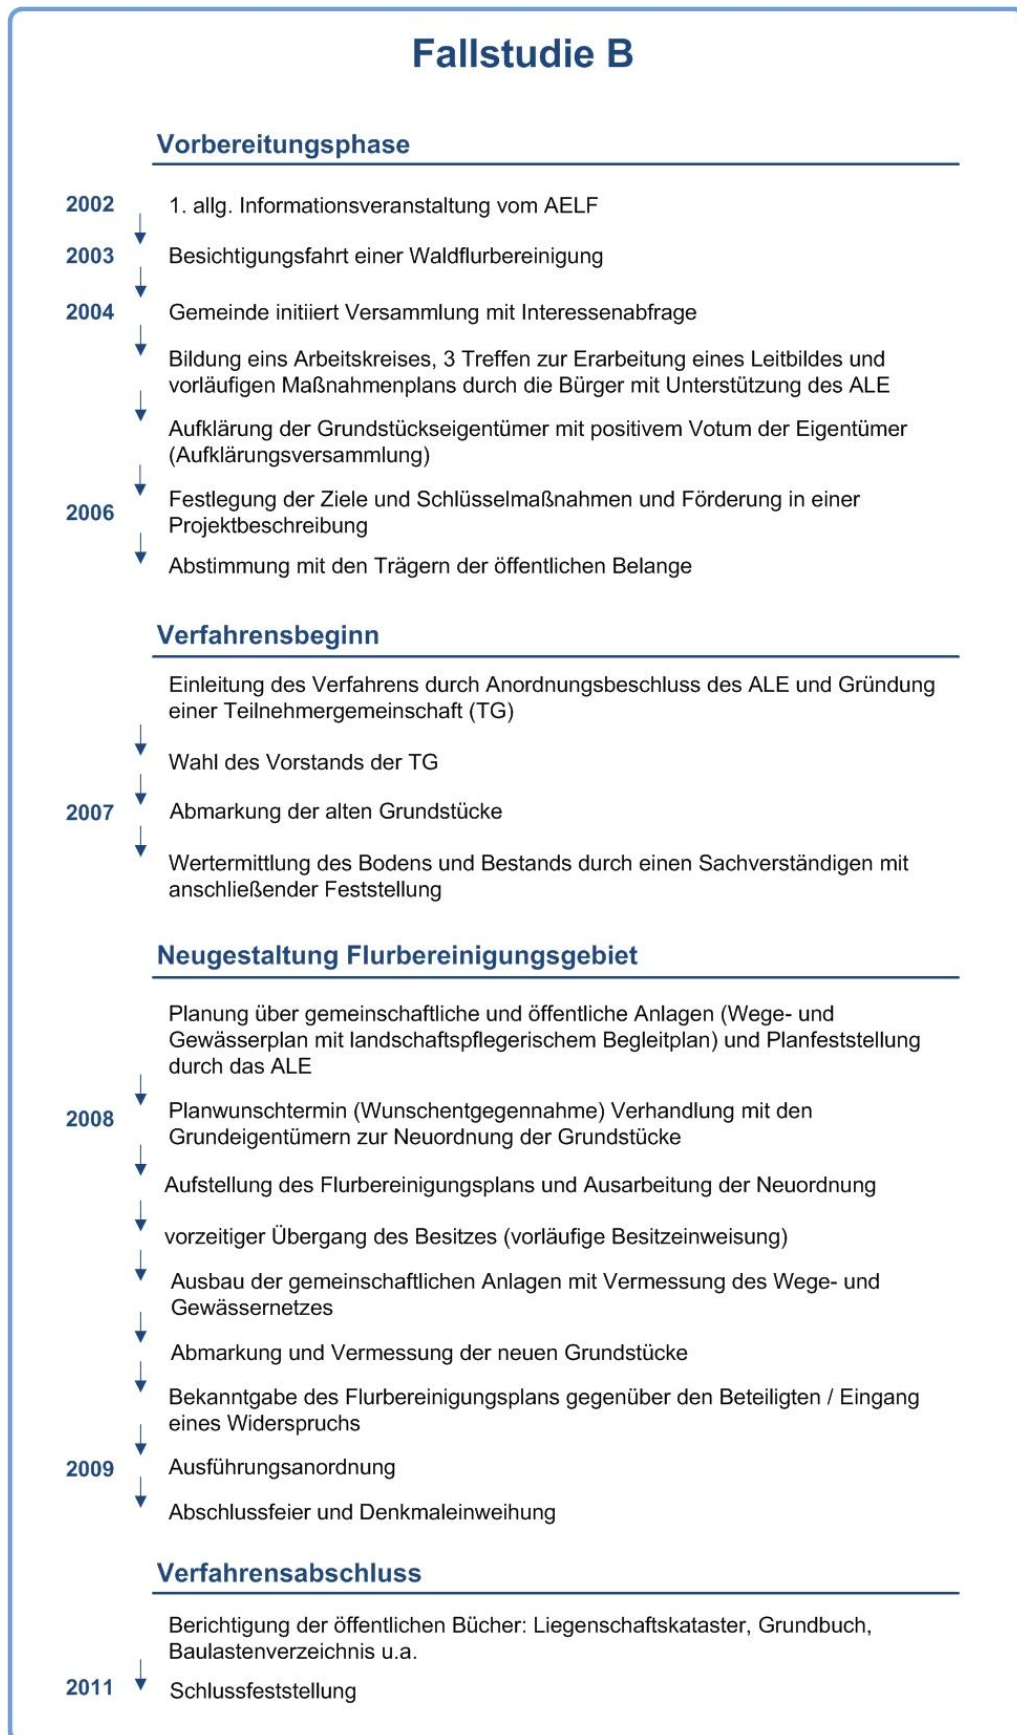 Fallstudie B
Vorbereitungsphase
2002 1. allg. Informationsveranstaltung vom AELF
2003 Besichtigungsfahrt einer Waldflurbereinigung
2004 Gemeinde initiiert Versammlung mit Interessenabfrage
Bildung eins Arbeitskreises, 3 Treffen zur Erarbeitung eines Leitbildes und
vorläufigen Maßnahmenplans durch die Bürger mit Unterstützung des ALE
Aufklärung der Grundstückseigentümer mit positivem Votum der Eigentümer
(Aufklärungsversammlung)
2006 Festlegung der Ziele und Schlüsselmaßnahmen und Förderung in einer
Projektbeschreibung
Abstimmung mit den Trägern der öffentlichen Belange
Verfahrensbeginn
Einleitung des Verfahrens durch Anordnungsbeschluss des ALE und Gründung
einer Teilnehmergemeinschaft (TG)
Wahl des Vorstands der TG
2007 Abmarkung der alten Grundstücke
Wertermittlung des Bodens und Bestands durch einen Sachverständigen mit
anschließender Feststellung
Neugestaltung Flurbereinigungsgebiet
Planung über gemeinschaftliche und öffentliche Anlagen (Wege- und
Gewässerplan mit landschaftspflegerischem Begleitplan) und Planfeststellung
durch das ALE
2008 Planwunschtermin (Wunschentgegennahme) Verhandlung mit den
Grundeigentümern zur Neuordnung der Grundstücke
Aufstellung des Flurbereinigungsplans und Ausarbeitung der Neuordnung
vorzeitiger Übergang des Besitzes (vorläufige Besitzeinweisung)
Ausbau der gemeinschaftlichen Anlagen mit Vermessung des Wege- und
Gewässernetzes
Abmarkung und Vermessung der neuen Grundstücke
Bekanntgabe des Flurbereinigungsplans gegenüber den Beteiligten / Eingang
eines Widerspruchs
2009 Ausführungsanordnung
Abschlussfeier und Denkmaleinweihung
Verfahrensabschluss
Berichtigung der öffentlichen Bücher: Liegenschaftskataster, Grundbuch,
Baulastenverzeichnis u.a.
2011 Schlussfeststellung